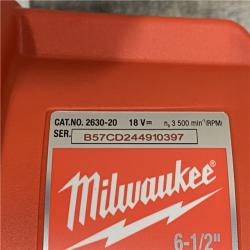 CAT.NO. 2630-20 18 V⎓ n₀ 3 500 min⁻¹(RPM)
SER. B57CD244910397
Milwaukee
6-1/2"